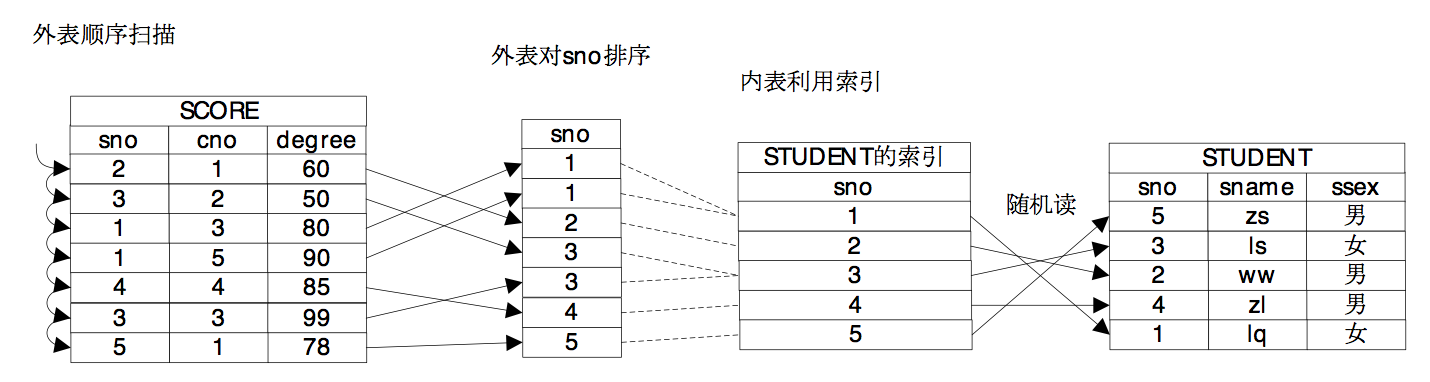 外表顺序扫描
外表对sno排序
内表利用索引
SCORE
sno cno degree
2 1 60
3 2 50
1 3 80
1 5 90
4 4 85
3 3 99
5 1 78
sno
1
1
2
3
3
4
5
STUDENT的索引
sno
1
2
3
4
5
随机读
STUDENT
sno sname ssex
5 zs 男
3 ls 女
2 ww 男
4 zl 男
1 lq 女